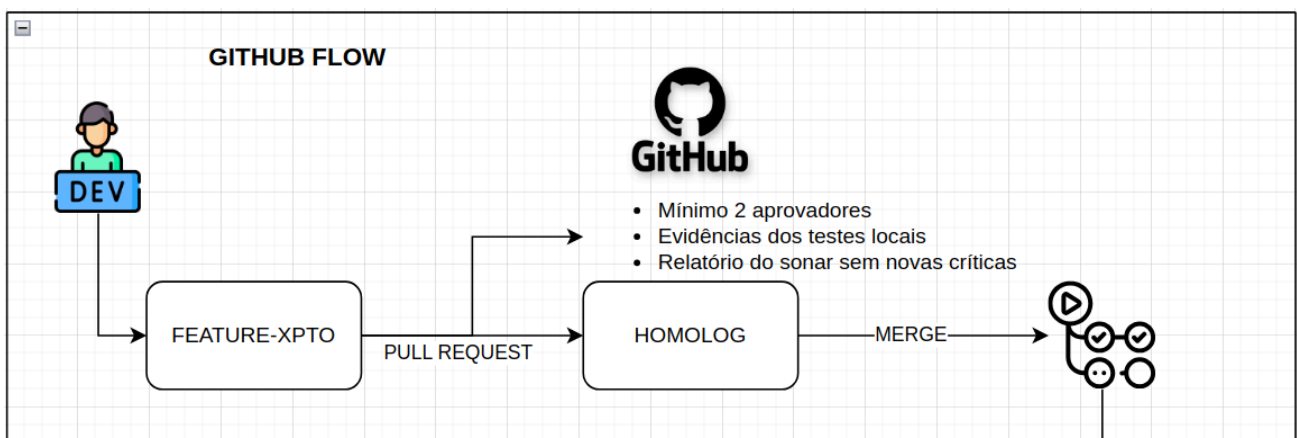 GITHUB FLOW
DEV
GitHub
• Mínimo 2 aprovadores
• Evidências dos testes locais
• Relatório do sonar sem novas críticas
FEATURE-XPTO
PULL REQUEST
HOMOLOG
MERGE